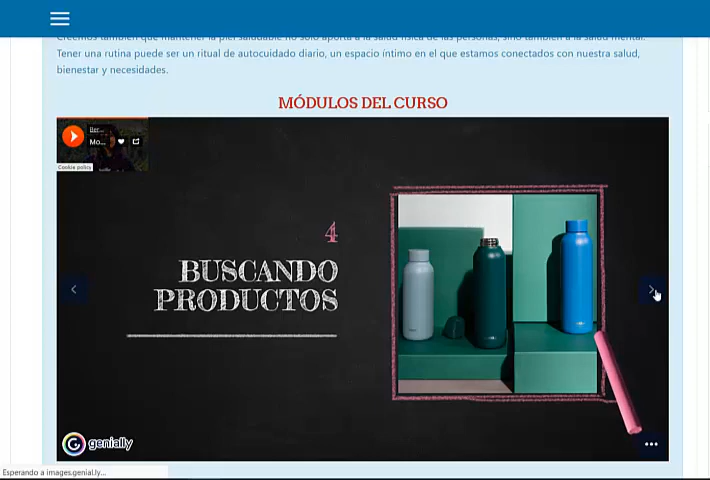 Creemos también que mantener la piel saludable no solo aporta a la salud física de las personas, sino también a la salud mental.
Tener una rutina puede ser un ritual de autocuidado diario, un espacio íntimo en el que estamos conectados con nuestra salud,
bienestar y necesidades.
MÓDULOS DEL CURSO
Ber...
Mo...
Cookie policy
4
BUSCANDO
PRODUCTOS
genially
Esperando a images.genial.ly...